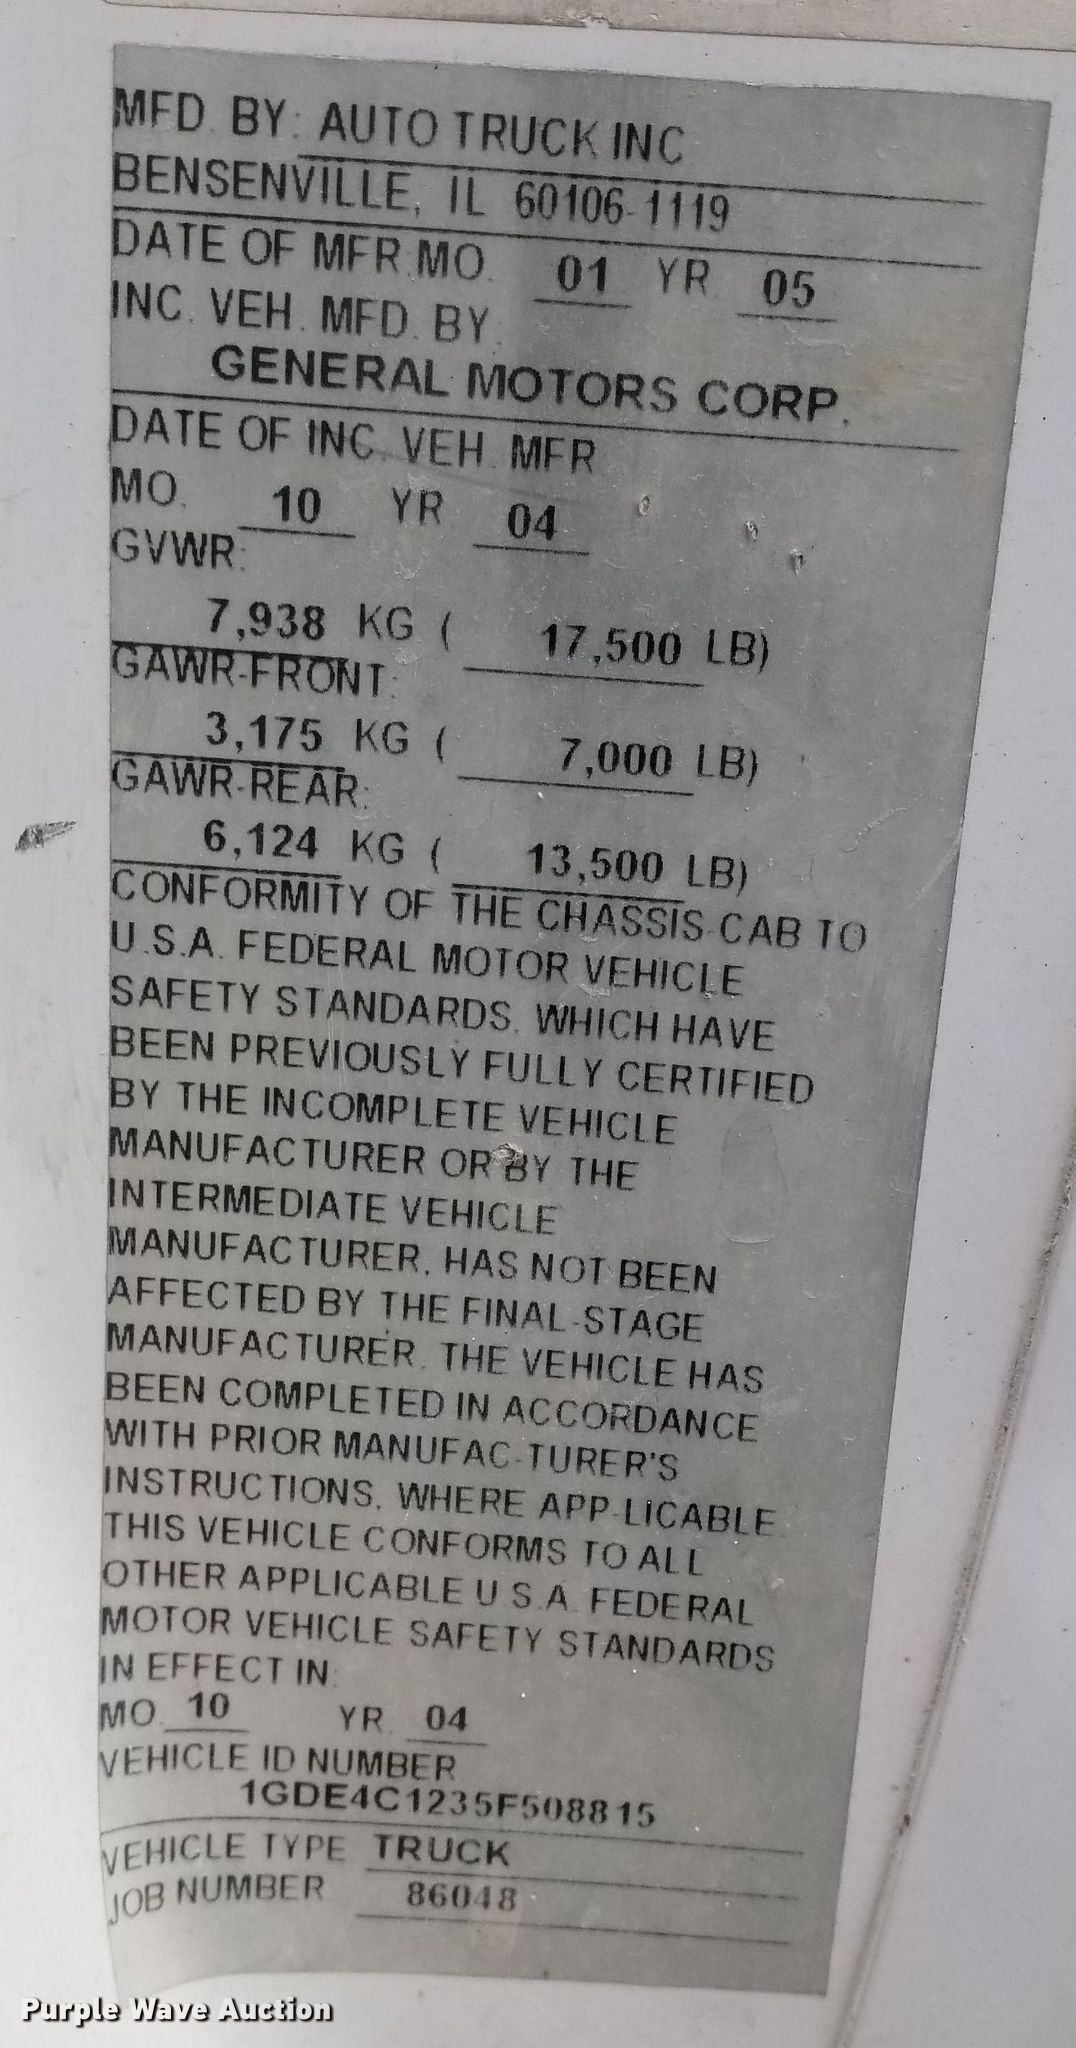 MFD. BY: AUTO TRUCK INC
BENSENVILLE, IL 60106-1119
DATE OF MFR.MO. 01 YR. 05
INC. VEH. MFD. BY:
GENERAL MOTORS CORP.
DATE OF INC. VEH. MFR
MO. 10 YR 04
GVWR:
7,938 KG ( 17,500 LB)
GAWR-FRONT:
3,175 KG ( 7,000 LB)
GAWR-REAR:
6,124 KG ( 13,500 LB)
CONFORMITY OF THE CHASSIS-CAB TO
U.S.A. FEDERAL MOTOR VEHICLE
SAFETY STANDARDS, WHICH HAVE
BEEN PREVIOUSLY FULLY CERTIFIED
BY THE INCOMPLETE VEHICLE
MANUFACTURER OR BY THE
INTERMEDIATE VEHICLE
MANUFACTURER, HAS NOT BEEN
AFFECTED BY THE FINAL-STAGE
MANUFACTURER. THE VEHICLE HAS
BEEN COMPLETED IN ACCORDANCE
WITH PRIOR MANUFAC-TURER'S
INSTRUCTIONS, WHERE APP-LICABLE.
THIS VEHICLE CONFORMS TO ALL
OTHER APPLICABLE U.S.A. FEDERAL
MOTOR VEHICLE SAFETY STANDARDS
IN EFFECT IN:
MO. 10 YR. 04
VEHICLE ID NUMBER
1GDE4C1235F508815
VEHICLE TYPE TRUCK
JOB NUMBER 86048
Purple Wave Auction